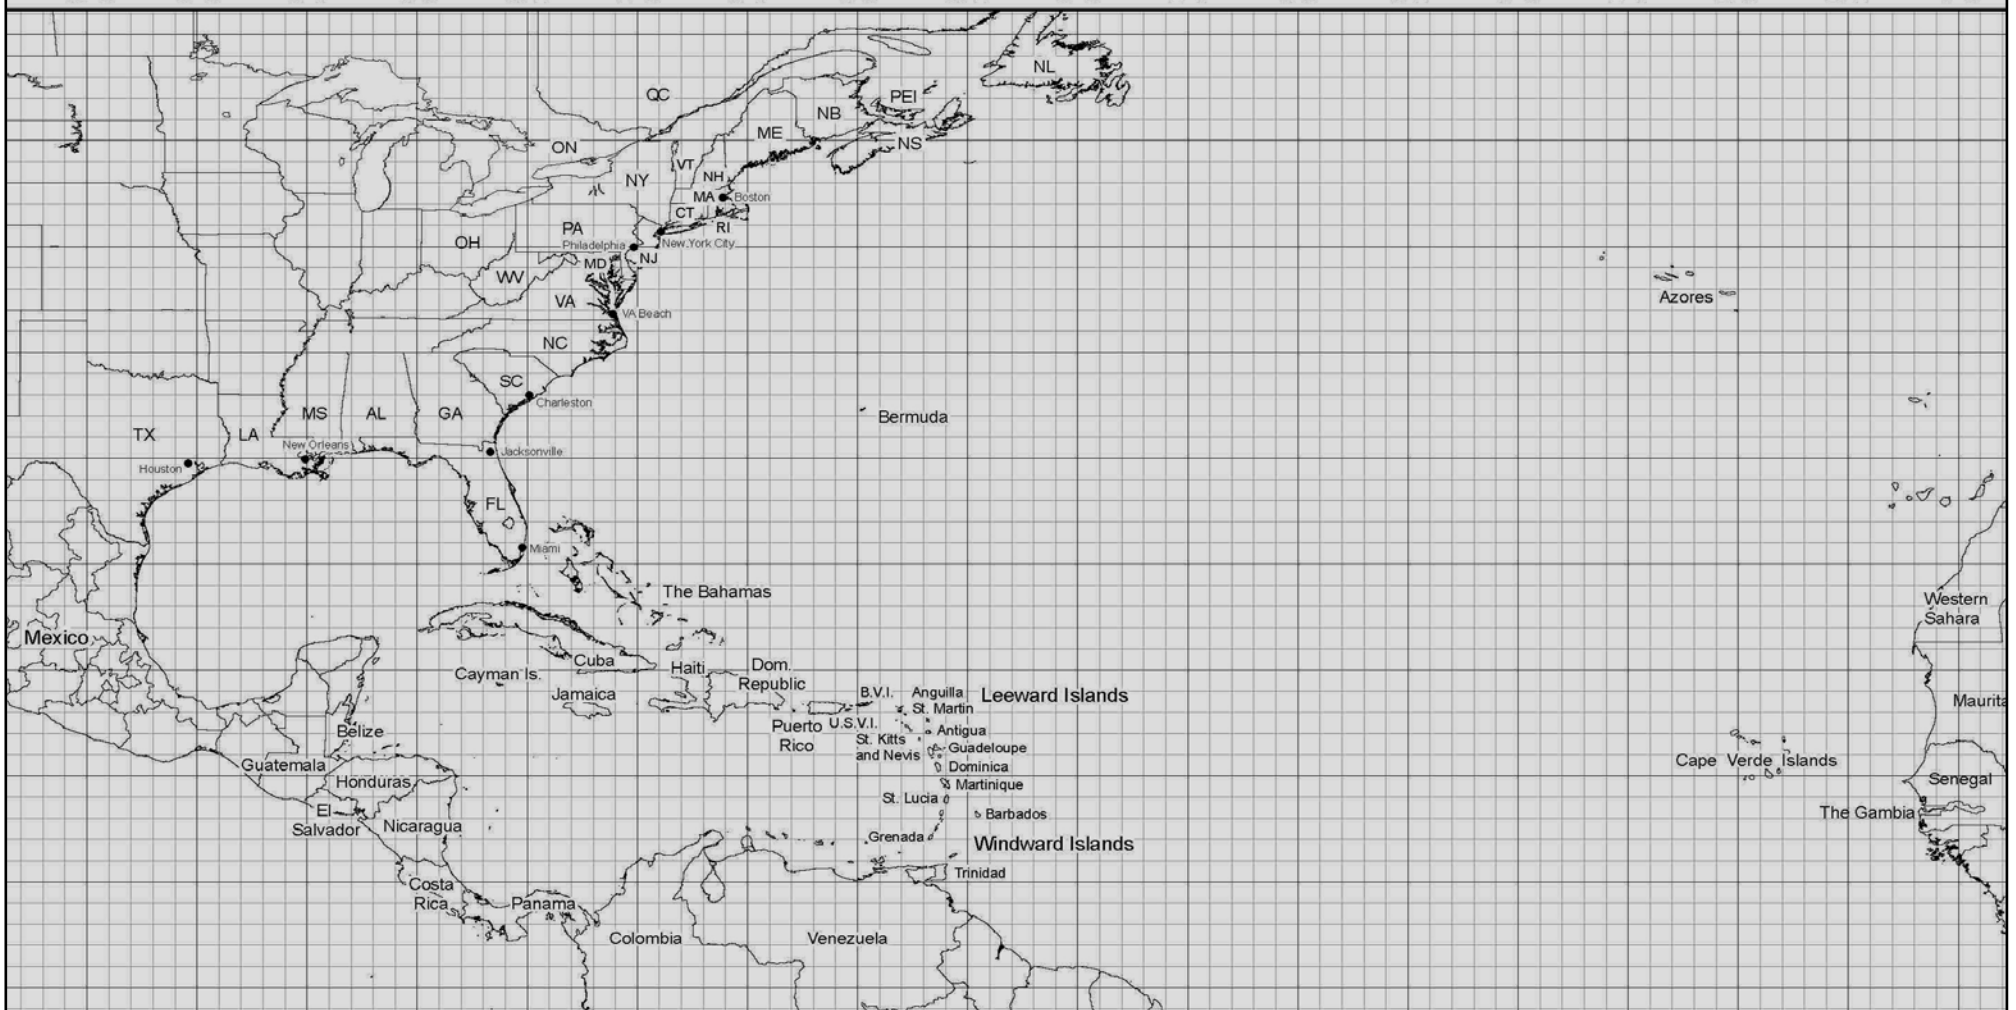 NL
QC
PEI
NB
ME
NS
ON
VT
NH
NY
MA
Boston
CT
RI
PA
OH
Philadelphia
New York City
NJ
MD
WV
VA
VA Beach
NC
Azores
SC
Charleston
MS
AL
GA
Bermuda
TX
LA
New Orleans
Jacksonville
Houston
FL
Miami
The Bahamas
Western
Sahara
Mexico
Cuba
Haiti
Dom.
Republic
Cayman Is.
Jamaica
B.V.I.
Anguilla
Leeward Islands
St. Martin
Maurita
Puerto
Rico
U.S.V.I.
Belize
Antigua
St. Kitts
and Nevis
Guadeloupe
Guatemala
Dominica
Cape Verde Islands
Honduras
Martinique
Senegal
St. Lucia
El
Salvador
Barbados
The Gambia
Nicaragua
Grenada
Windward Islands
Trinidad
Costa
Rica
Panama
Colombia
Venezuela